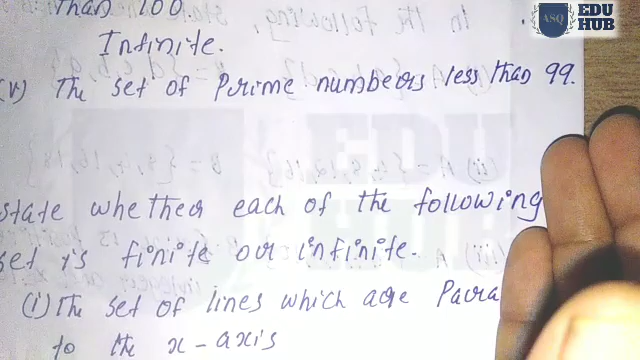 than 100
Infinite.
(v) The set of Prime numbers less than 99.
state whether each of the following
set is finite or infinite.
(i) The set of lines which are Para
to the x-axis
ASQ
EDU
HUB